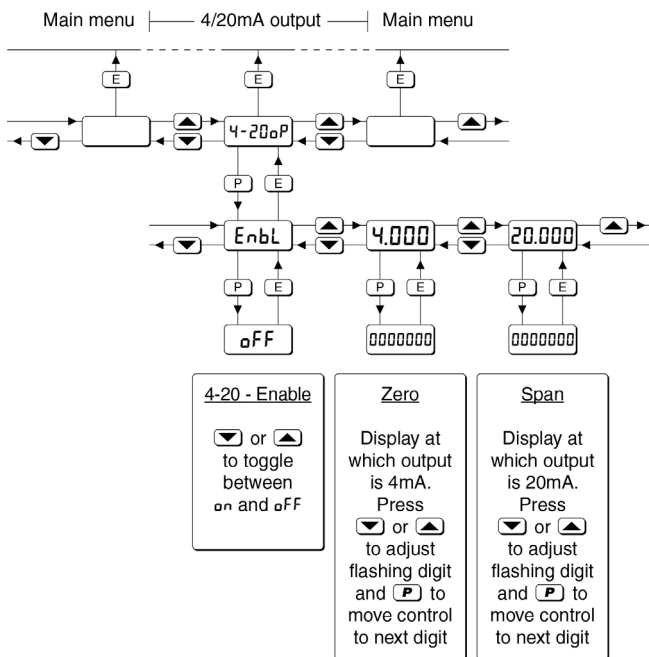 Main menu
4/20mA output
Main menu
E E E
4-20oP
P E
EnbL 4.000 20.000
P E P E P E
oFF 0000000 0000000
4-20 - Enable
or
to toggle
between
on and oFF
Zero
Display at
which output
is 4mA.
Press
or
to adjust
flashing digit
and P to
move control
to next digit
Span
Display at
which output
is 20mA.
Press
or
to adjust
flashing digit
and P to
move control
to next digit